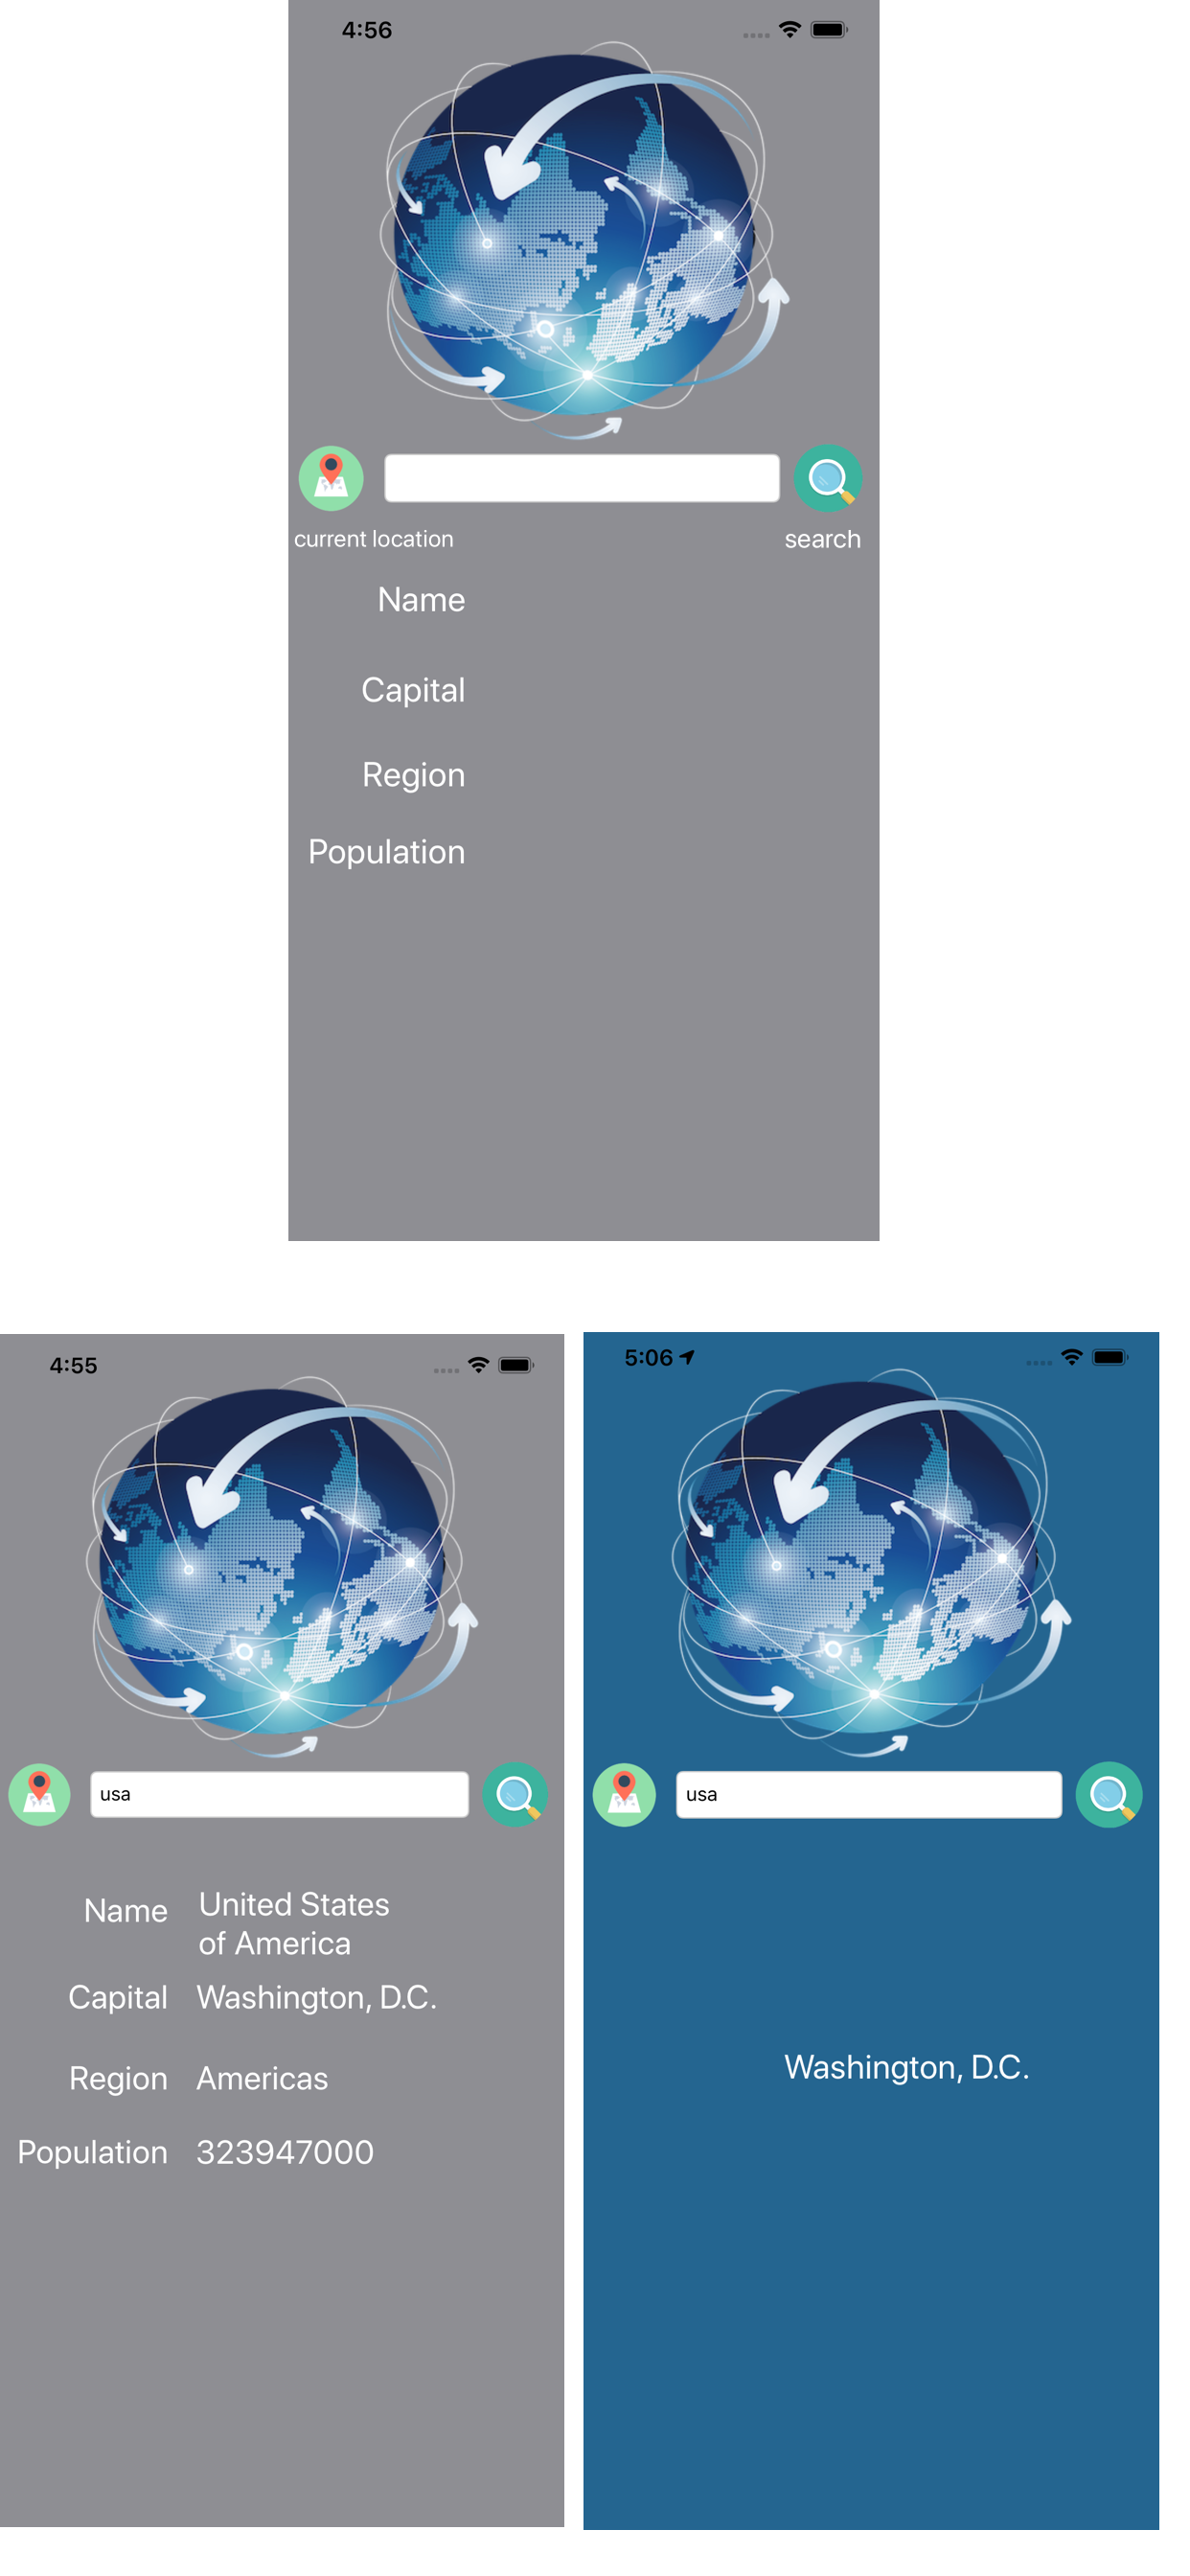 4:56
current location
search
Name
Capital
Region
Population
4:55
usa
Name
United States
of America
Capital Washington, D.C.
Region Americas
Population 323947000
5:06
usa
Washington, D.C.